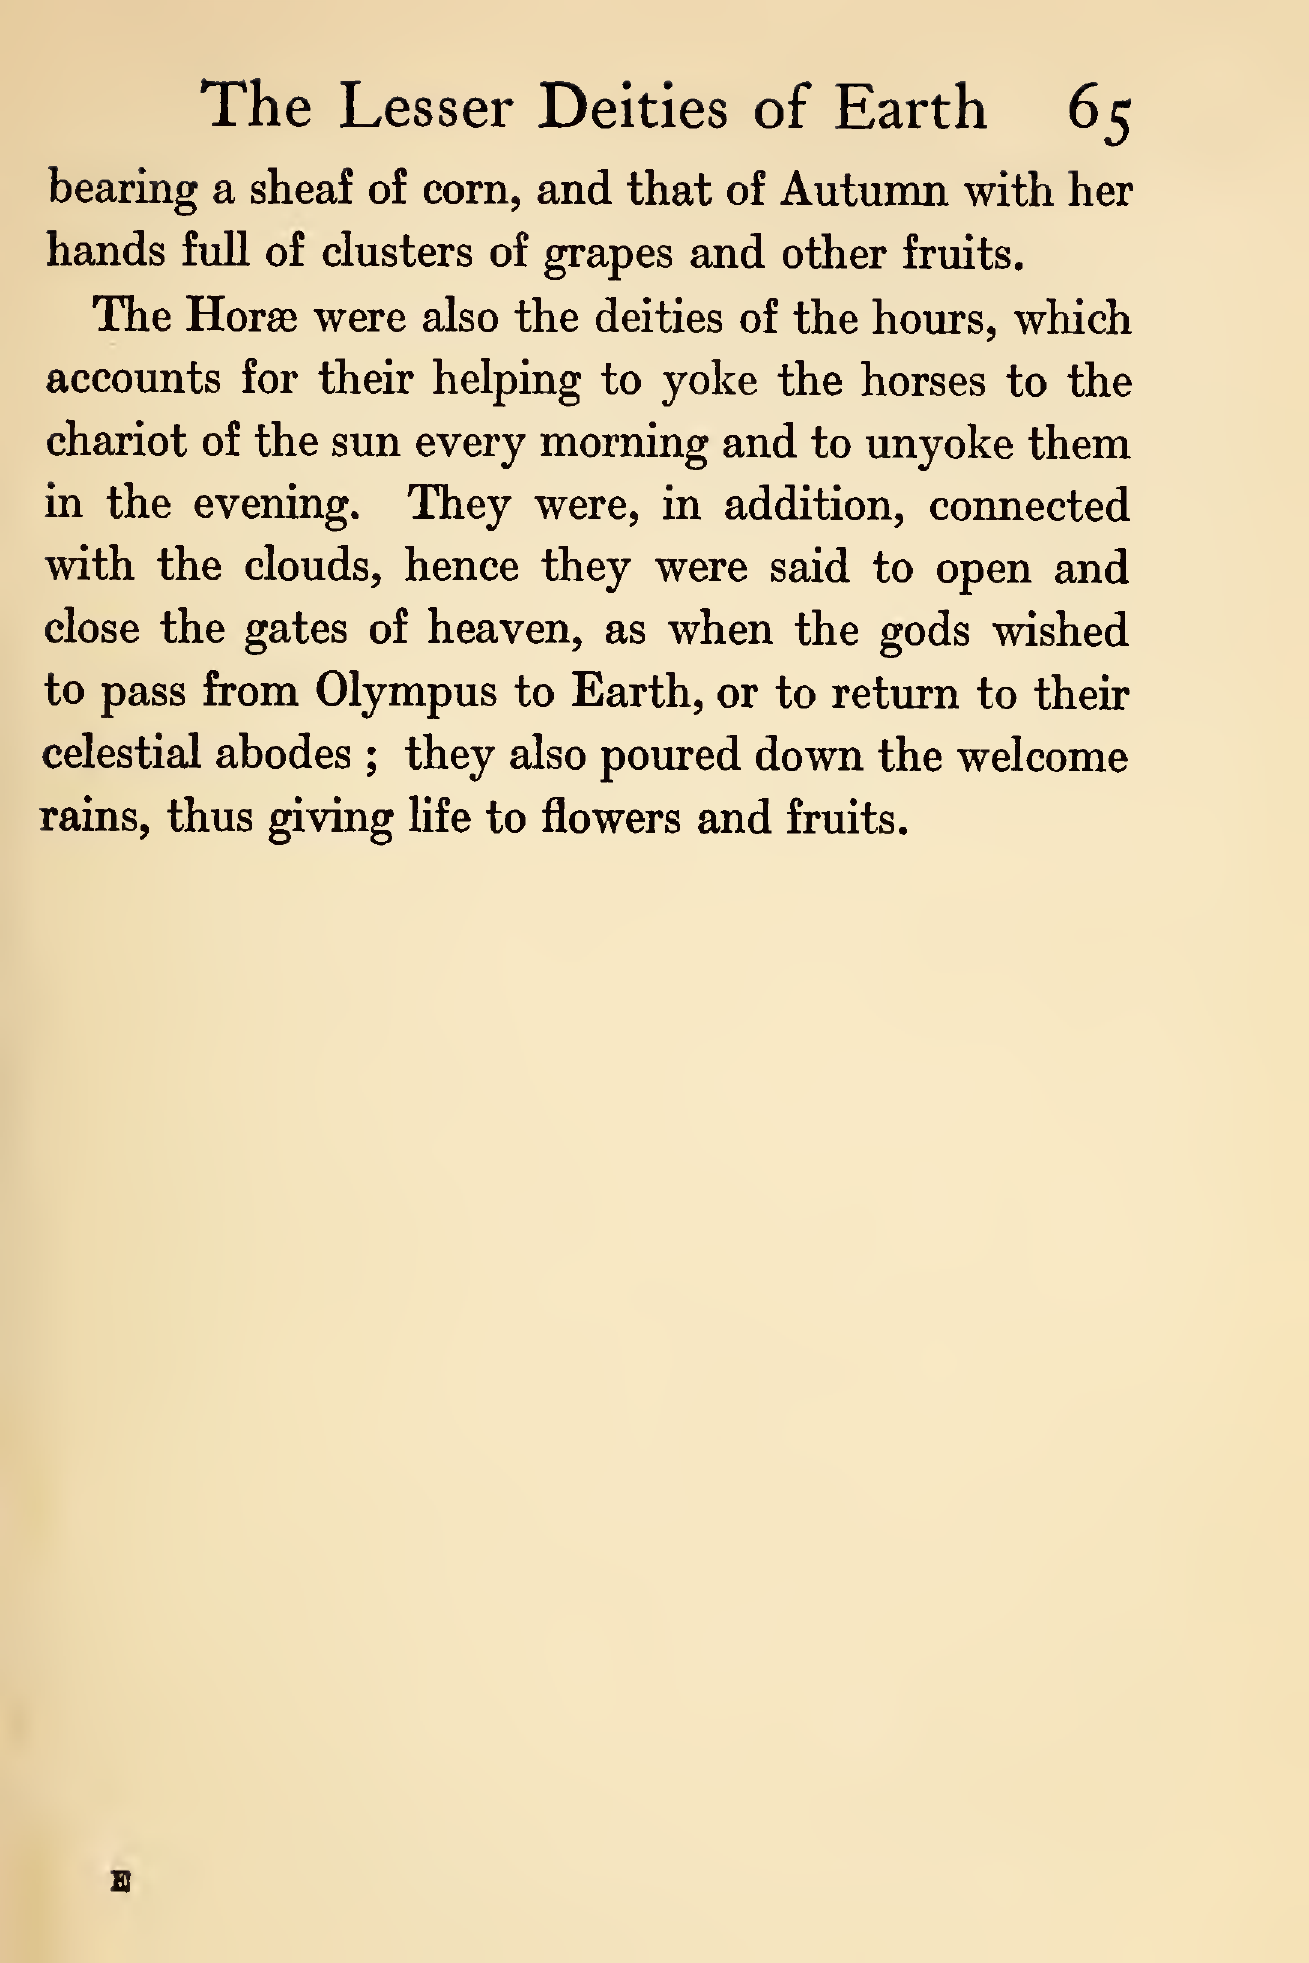 The Lesser Deities of Earth 65
bearing a sheaf of corn, and that of Autumn with her
hands full of clusters of grapes and other fruits.
The Horæ were also the deities of the hours, which
accounts for their helping to yoke the horses to the
chariot of the sun every morning and to unyoke them
in the evening. They were, in addition, connected
with the clouds, hence they were said to open and
close the gates of heaven, as when the gods wished
to pass from Olympus to Earth, or to return to their
celestial abodes ; they also poured down the welcome
rains, thus giving life to flowers and fruits.
E